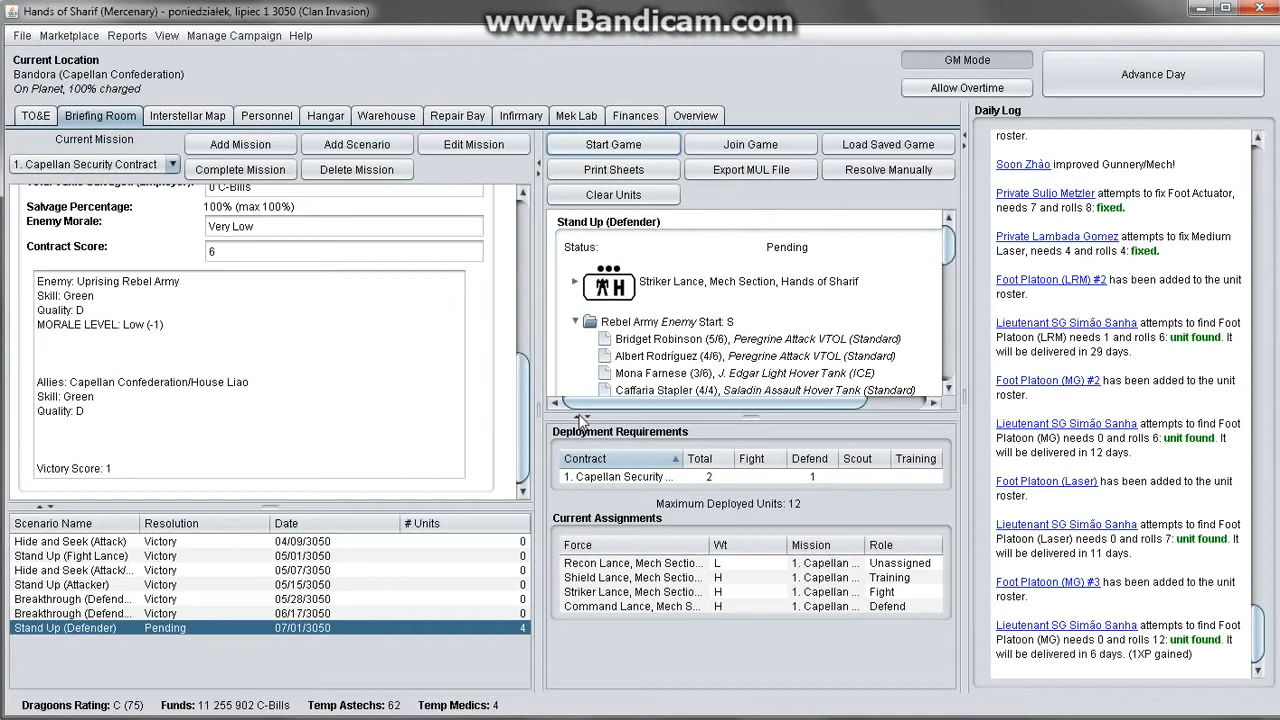 Hands of Sharif (Mercenary) - poniedziałek, lipiec 1 3050 (Clan Invasion)
www.Bandicam.com
File Marketplace Reports View Manage Campaign Help
Current Location
Bandora (Capellan Confederation)
On Planet, 100% charged
GM Mode
Allow Overtime
Advance Day
TO&E Briefing Room Interstellar Map Personnel Hangar Warehouse Repair Bay Infirmary Mek Lab Finances Overview
Current Mission
1. Capellan Security Contract
Add Mission Add Scenario Edit Mission
Complete Mission Delete Mission
0 C-Bills
Salvage Percentage: 100% (max 100%)
Enemy Morale: Very Low
Contract Score: 6
Enemy: Uprising Rebel Army
Skill: Green
Quality: D
MORALE LEVEL: Low (-1)
Allies: Capellan Confederation/House Liao
Skill: Green
Quality: D
Victory Score: 1
Scenario Name Resolution Date # Units
Hide and Seek (Attack) Victory 04/09/3050 0
Stand Up (Fight Lance) Victory 05/01/3050 0
Hide and Seek (Attack/... Victory 05/07/3050 0
Stand Up (Attacker) Victory 05/15/3050 0
Breakthrough (Defend... Victory 05/28/3050 0
Breakthrough (Defend... Victory 06/17/3050 0
Stand Up (Defender) Pending 07/01/3050 4
Start Game Join Game Load Saved Game
Print Sheets Export MUL File Resolve Manually
Clear Units
Stand Up (Defender)
Status: Pending
H
Striker Lance, Mech Section, Hands of Sharif
Rebel Army Enemy Start: S
Bridget Robinson (5/6), Peregrine Attack VTOL (Standard)
Albert Rodríguez (4/6), Peregrine Attack VTOL (Standard)
Mona Farnese (3/6), J. Edgar Light Hover Tank (ICE)
Caffaria Stapler (4/4), Saladin Assault Hover Tank (Standard)
Deployment Requirements
Contract Total Fight Defend Scout Training
1. Capellan Security ... 2 1
Maximum Deployed Units: 12
Current Assignments
Force Wt Mission Role
Recon Lance, Mech Sectio... L 1. Capellan ... Unassigned
Shield Lance, Mech Sectio... H 1. Capellan ... Training
Striker Lance, Mech Sectio... H 1. Capellan ... Fight
Command Lance, Mech S... H 1. Capellan ... Defend
Daily Log
roster.
Soon Zhào improved Gunnery/Mech!
Private Suljo Metzler attempts to fix Foot Actuator,
needs 7 and rolls 8: fixed.
Private Lambada Gomez attempts to fix Medium
Laser, needs 4 and rolls 4: fixed.
Foot Platoon (LRM) #2 has been added to the unit
roster.
Lieutenant SG Simão Sanha attempts to find Foot
Platoon (LRM) needs 1 and rolls 6: unit found. It
will be delivered in 29 days.
Foot Platoon (MG) #2 has been added to the unit
roster.
Lieutenant SG Simão Sanha attempts to find Foot
Platoon (MG) needs 0 and rolls 6: unit found. It
will be delivered in 12 days.
Foot Platoon (Laser) has been added to the unit
roster.
Lieutenant SG Simão Sanha attempts to find Foot
Platoon (Laser) needs 0 and rolls 7: unit found. It
will be delivered in 11 days.
Foot Platoon (MG) #3 has been added to the unit
roster.
Lieutenant SG Simão Sanha attempts to find Foot
Platoon (MG) needs 0 and rolls 12: unit found. It
will be delivered in 6 days. (1XP gained)
Dragoons Rating: C (75) Funds: 11 255 902 C-Bills Temp Astechs: 62 Temp Medics: 4